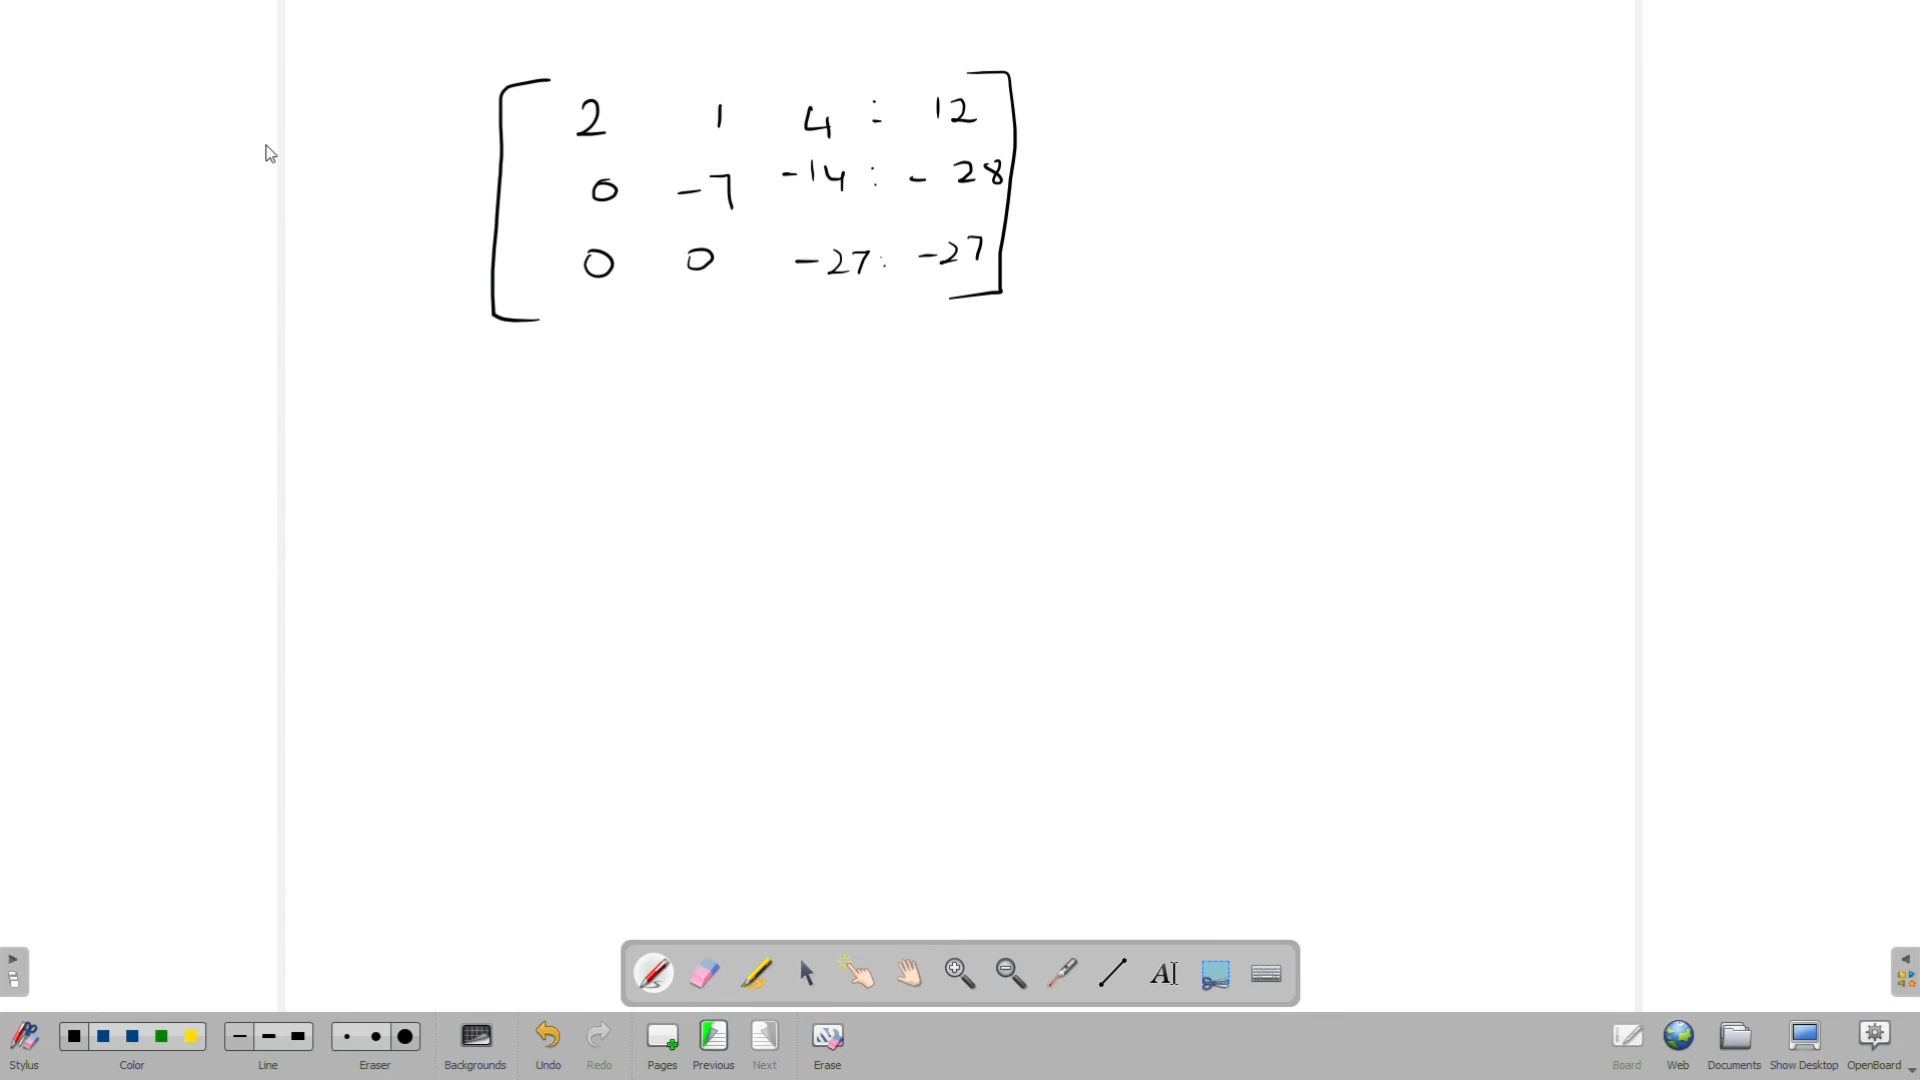 2 1 4 : 12
0 -7 -14 : - 28
0 0 -27 : -27
AI
Stylus Color Line Eraser Backgrounds Undo Redo Pages Previous Next Erase Board Web Documents Show Desktop OpenBoard